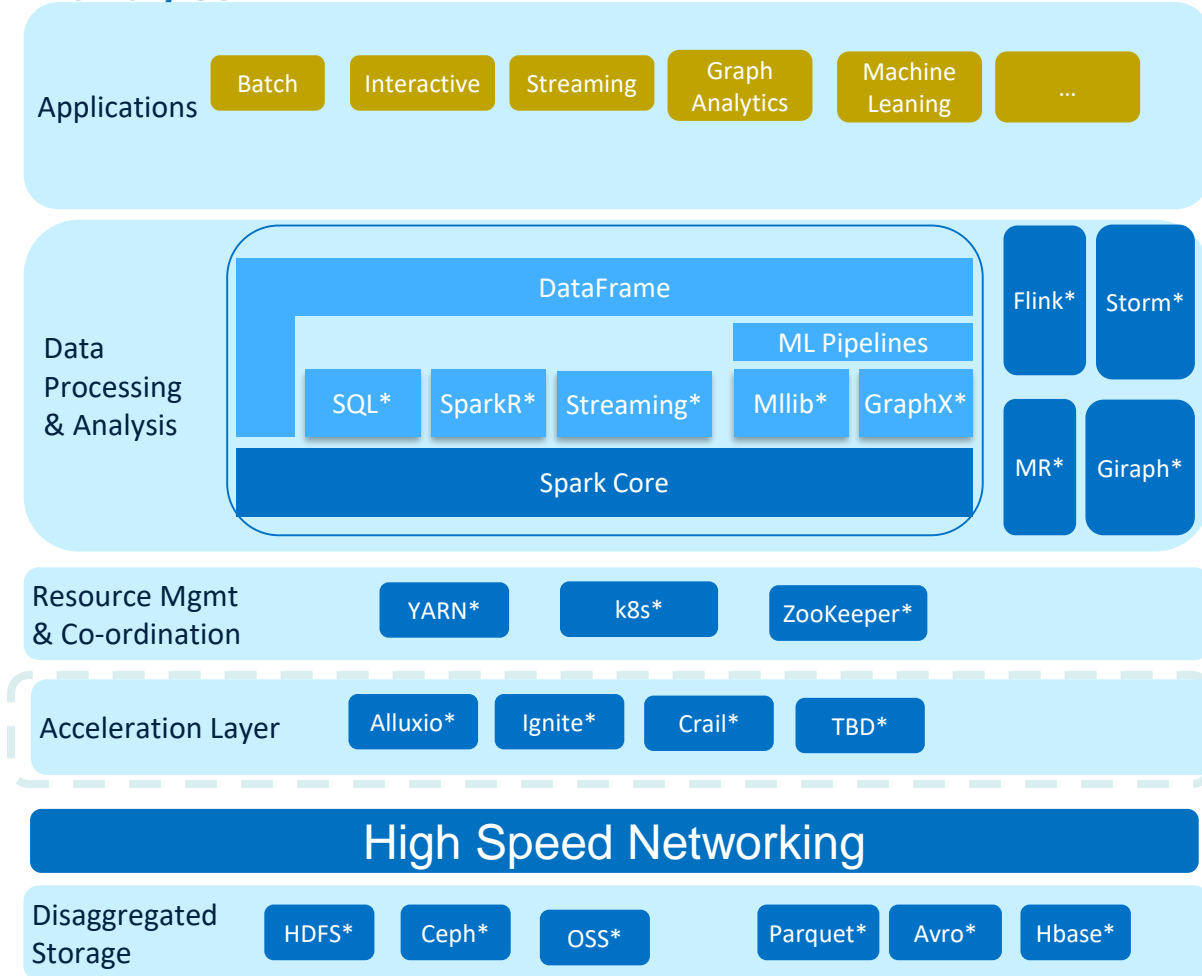 Applications
Batch
Interactive
Streaming
Graph
Analytics
Machine
Leaning
...
Data
Processing
& Analysis
DataFrame
ML Pipelines
SQL*
SparkR*
Streaming*
Mllib*
GraphX*
Spark Core
Flink*
Storm*
MR*
Giraph*
Resource Mgmt
& Co-ordination
YARN*
k8s*
ZooKeeper*
Acceleration Layer
Alluxio*
Ignite*
Crail*
TBD*
High Speed Networking
Disaggregated
Storage
HDFS*
Ceph*
OSS*
Parquet*
Avro*
Hbase*